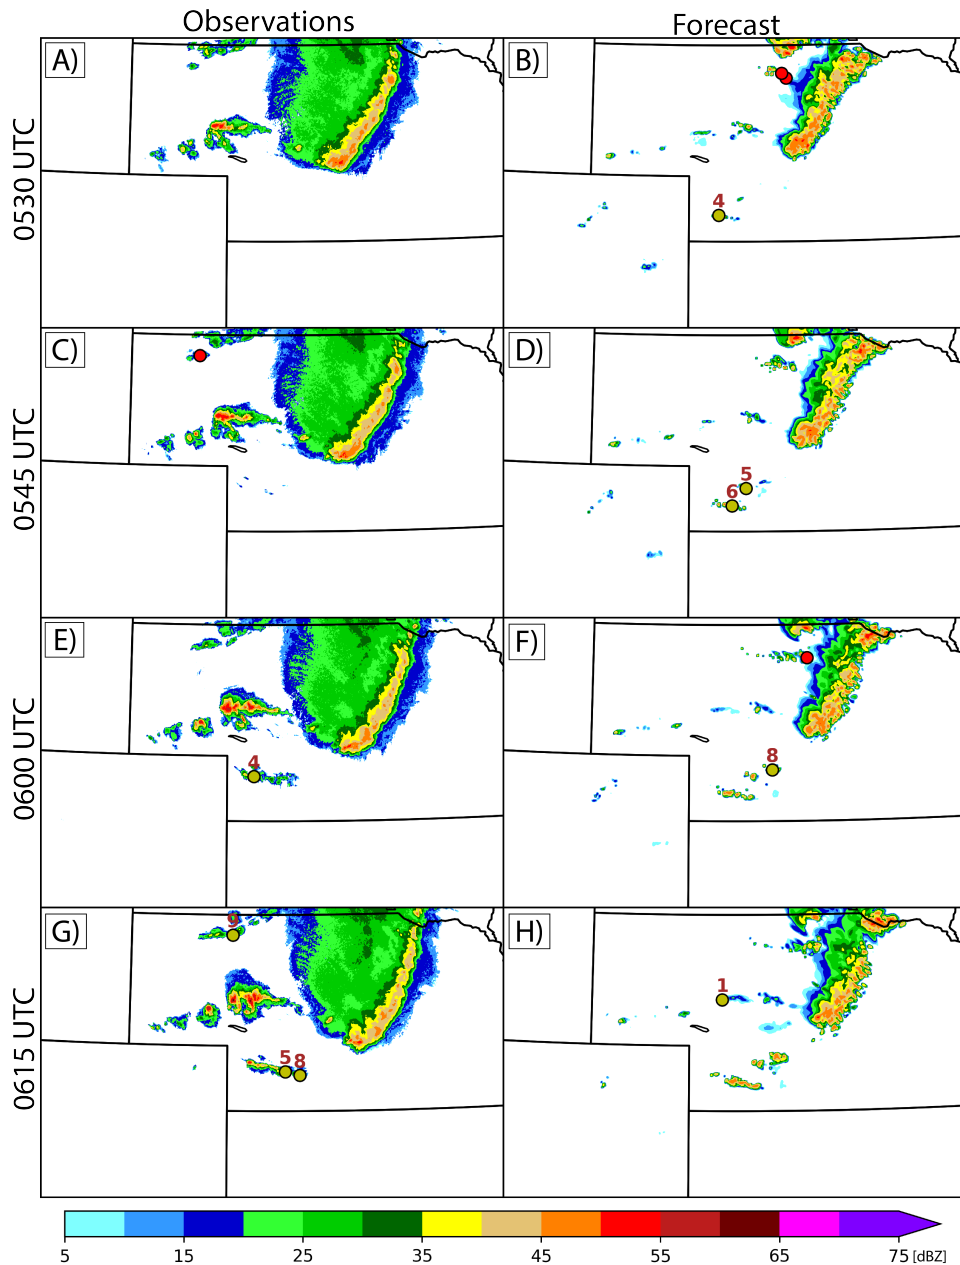 Observations
Forecast
0530 UTC
A)
B)
4
0545 UTC
C)
D)
5
6
0600 UTC
E)
F)
4
8
0615 UTC
G)
H)
9
1
5 8
5 15 25 35 45 55 65 75 [dBZ]